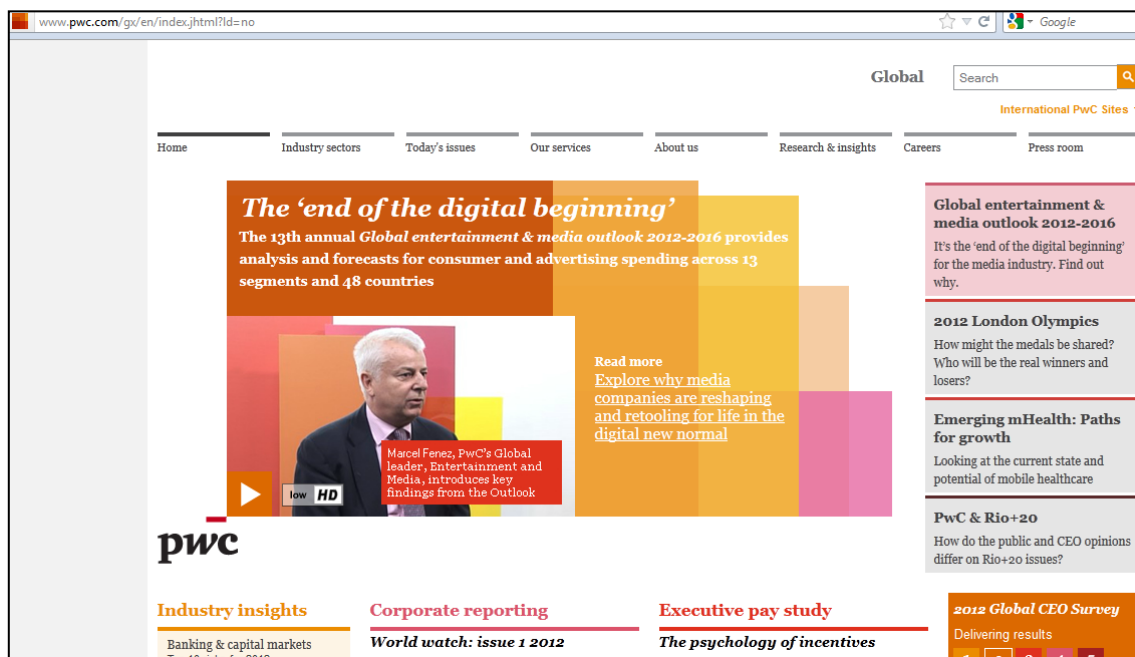 www.pwc.com/gx/en/index.jhtml?ld=no
Google
Global
Search
International PwC Sites
Home
Industry sectors
Today's issues
Our services
About us
Research & insights
Careers
Press room
The ‘end of the digital beginning’
The 13th annual Global entertainment & media outlook 2012-2016 provides
analysis and forecasts for consumer and advertising spending across 13
segments and 48 countries
Read more
Explore why media
companies are reshaping
and retooling for life in the
digital new normal
Marcel Fenez, PwC's Global
leader, Entertainment and
Media, introduces key
findings from the Outlook
low HD
pwc
Global entertainment &
media outlook 2012-2016
It's the ‘end of the digital beginning’
for the media industry. Find out
why.
2012 London Olympics
How might the medals be shared?
Who will be the real winners and
losers?
Emerging mHealth: Paths
for growth
Looking at the current state and
potential of mobile healthcare
PwC & Rio+20
How do the public and CEO opinions
differ on Rio+20 issues?
Industry insights
Banking & capital markets
Corporate reporting
World watch: issue 1 2012
Executive pay study
The psychology of incentives
2012 Global CEO Survey
Delivering results